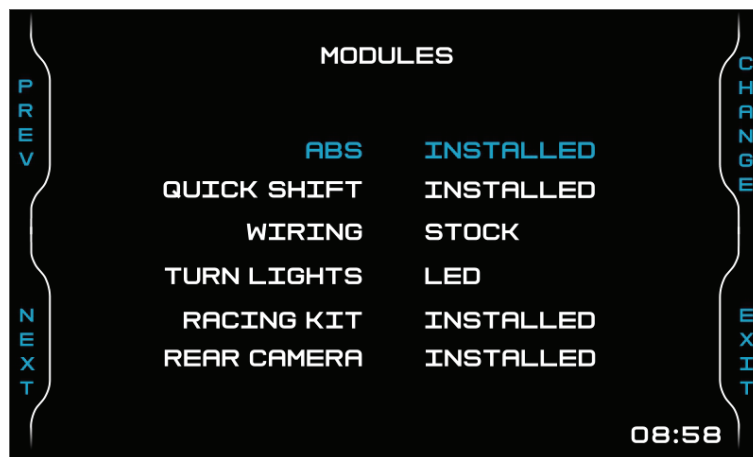 MODULES
PREV
CHANGE
ABS INSTALLED
QUICK SHIFT INSTALLED
WIRING STOCK
TURN LIGHTS LED
RACING KIT INSTALLED
REAR CAMERA INSTALLED
NEXT
EXIT
08:58